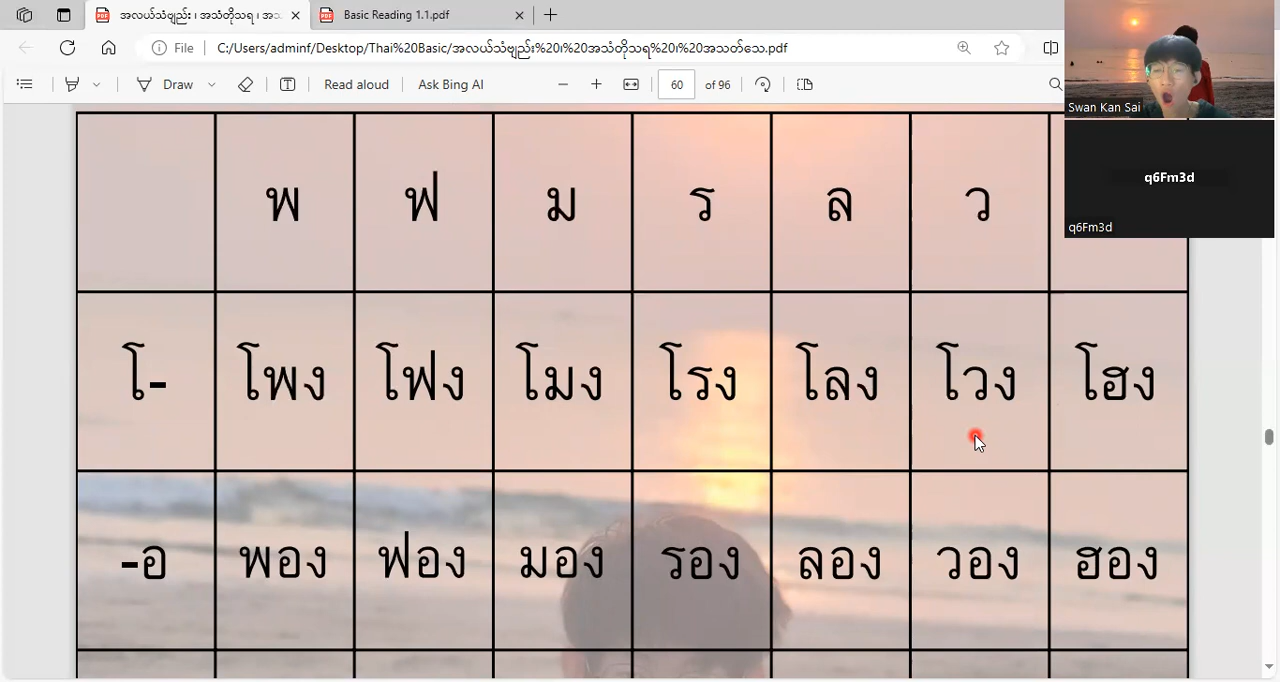 အလယ်သံဗျည်း ၊ အသံတိုသရ ၊ အသ
Basic Reading 1.1.pdf
File C:/Users/adminf/Desktop/Thai%20Basic/အလယ်သံဗျည်း%20၊%20အသံတိုသရ%20၊%20အသတ်သေ.pdf
Draw Read aloud Ask Bing AI 60 of 96
Swan Kan Sai
q6Fm3d
q6Fm3d
พ ฟ ม ร ล ว
โ- โพง โฟง โมง โรง โลง โวง โฮง
-อ พอง ฟอง มอง รอง ลอง วอง ฮอง